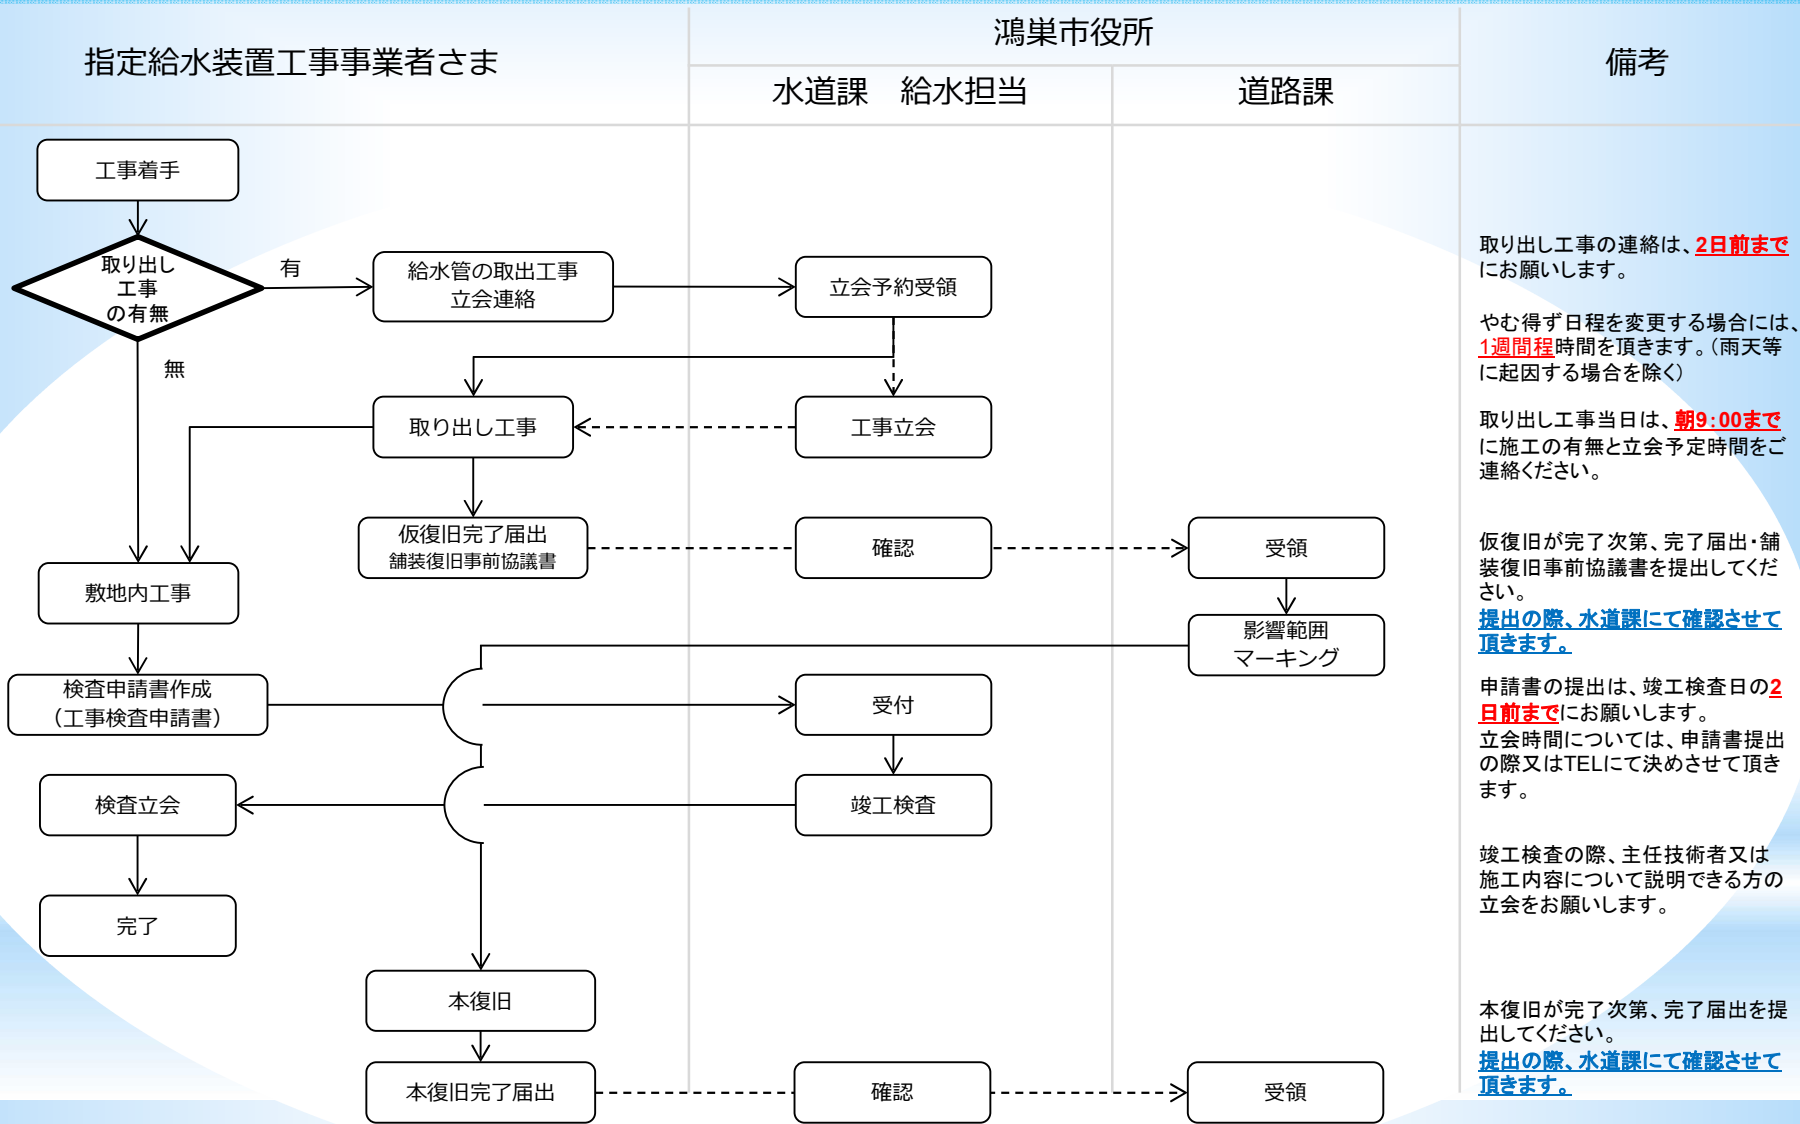 指定給水装置工事事業者さま
鴻巣市役所
水道課　給水担当
道路課
備考
工事着手
取り出し
工事
の有無
有
無
給水管の取出工事
立会連絡
立会予約受領
取り出し工事
工事立会
仮復旧完了届出
舗装復旧事前協議書
確認
受領
敷地内工事
影響範囲
マーキング
検査申請書作成
（工事検査申請書）
受付
検査立会
竣工検査
完了
本復旧
本復旧完了届出
確認
受領
取り出し工事の連絡は、2日前まで
にお願いします。
やむ得ず日程を変更する場合には、
1週間程時間を頂きます。（雨天等
に起因する場合を除く）
取り出し工事当日は、朝9：00まで
に施工の有無と立会予定時間をご
連絡ください。
仮復旧が完了次第、完了届出・舗
装復旧事前協議書を提出してくだ
さい。
提出の際、水道課にて確認させて
頂きます。
申請書の提出は、竣工検査日の2
日前までにお願いします。
立会時間については、申請書提出
の際又はTELにて決めさせて頂き
ます。
竣工検査の際、主任技術者又は
施工内容について説明できる方の
立会をお願いします。
本復旧が完了次第、完了届出を提
出してください。
提出の際、水道課にて確認させて
頂きます。